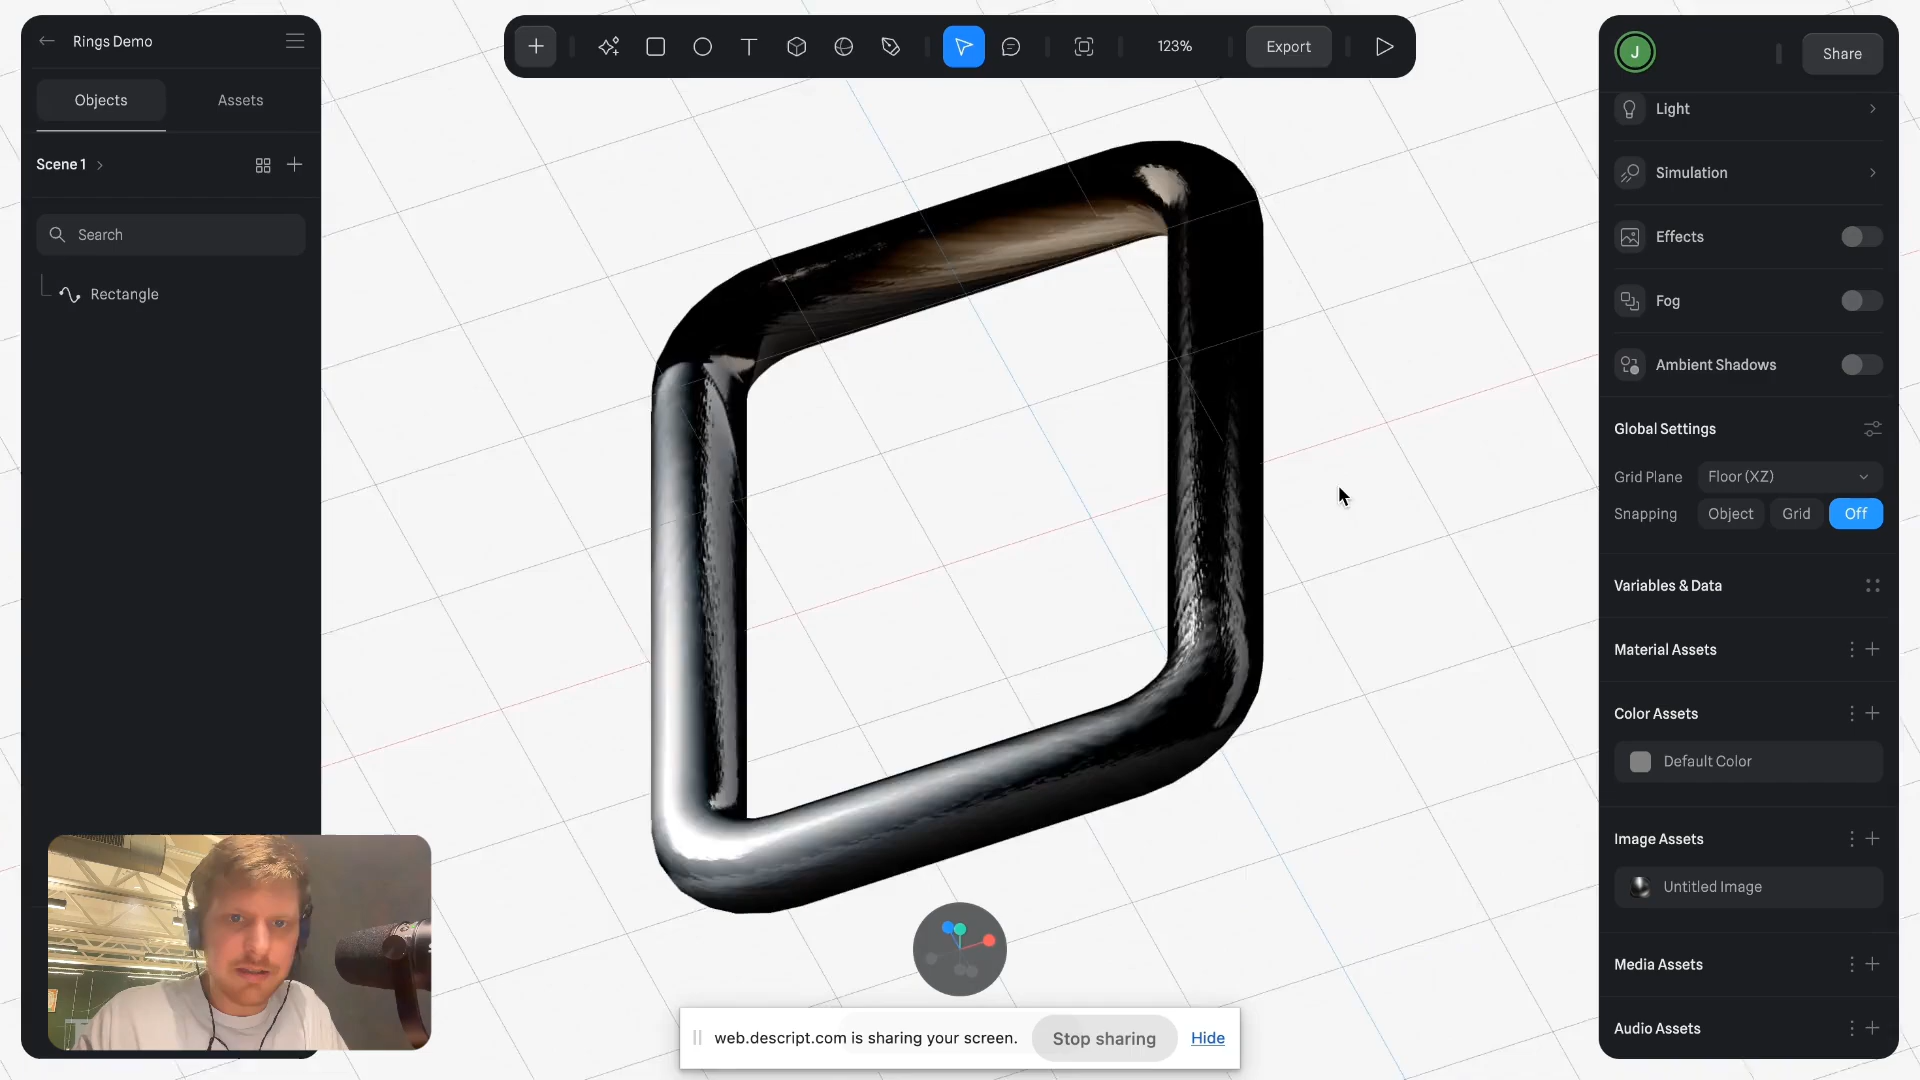 Rings Demo
Objects
Assets
Scene 1
Search
Rectangle
123%
Export
J
Share
Light
Simulation
Effects
Fog
Ambient Shadows
Global Settings
Grid Plane
Floor (XZ)
Snapping
Object
Grid
Off
Variables & Data
Material Assets
Color Assets
Default Color
Image Assets
Untitled Image
Media Assets
Audio Assets
web.descript.com is sharing your screen.
Stop sharing
Hide